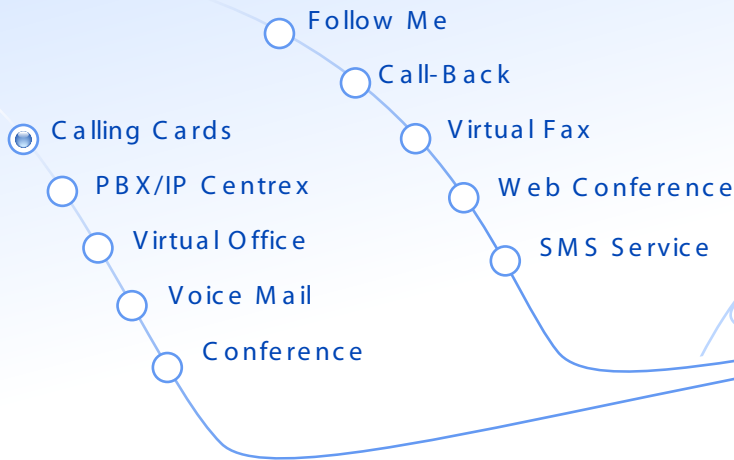 Follow Me
Call-Back
Virtual Fax
Web Conference
SMS Service
Calling Cards
PBX/IP Centrex
Virtual Office
Voice Mail
Conference